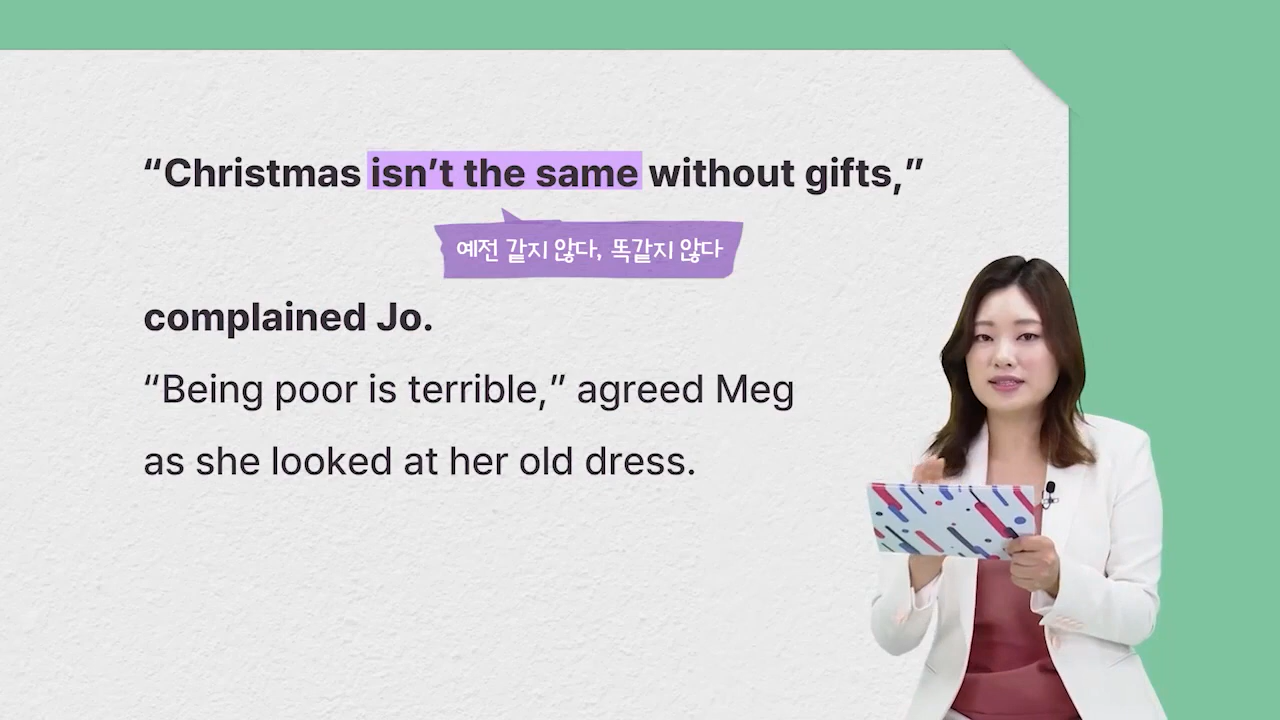 “Christmas isn’t the same without gifts,”
예전 같지 않다, 똑같지 않다
complained Jo.
“Being poor is terrible,” agreed Meg
as she looked at her old dress.